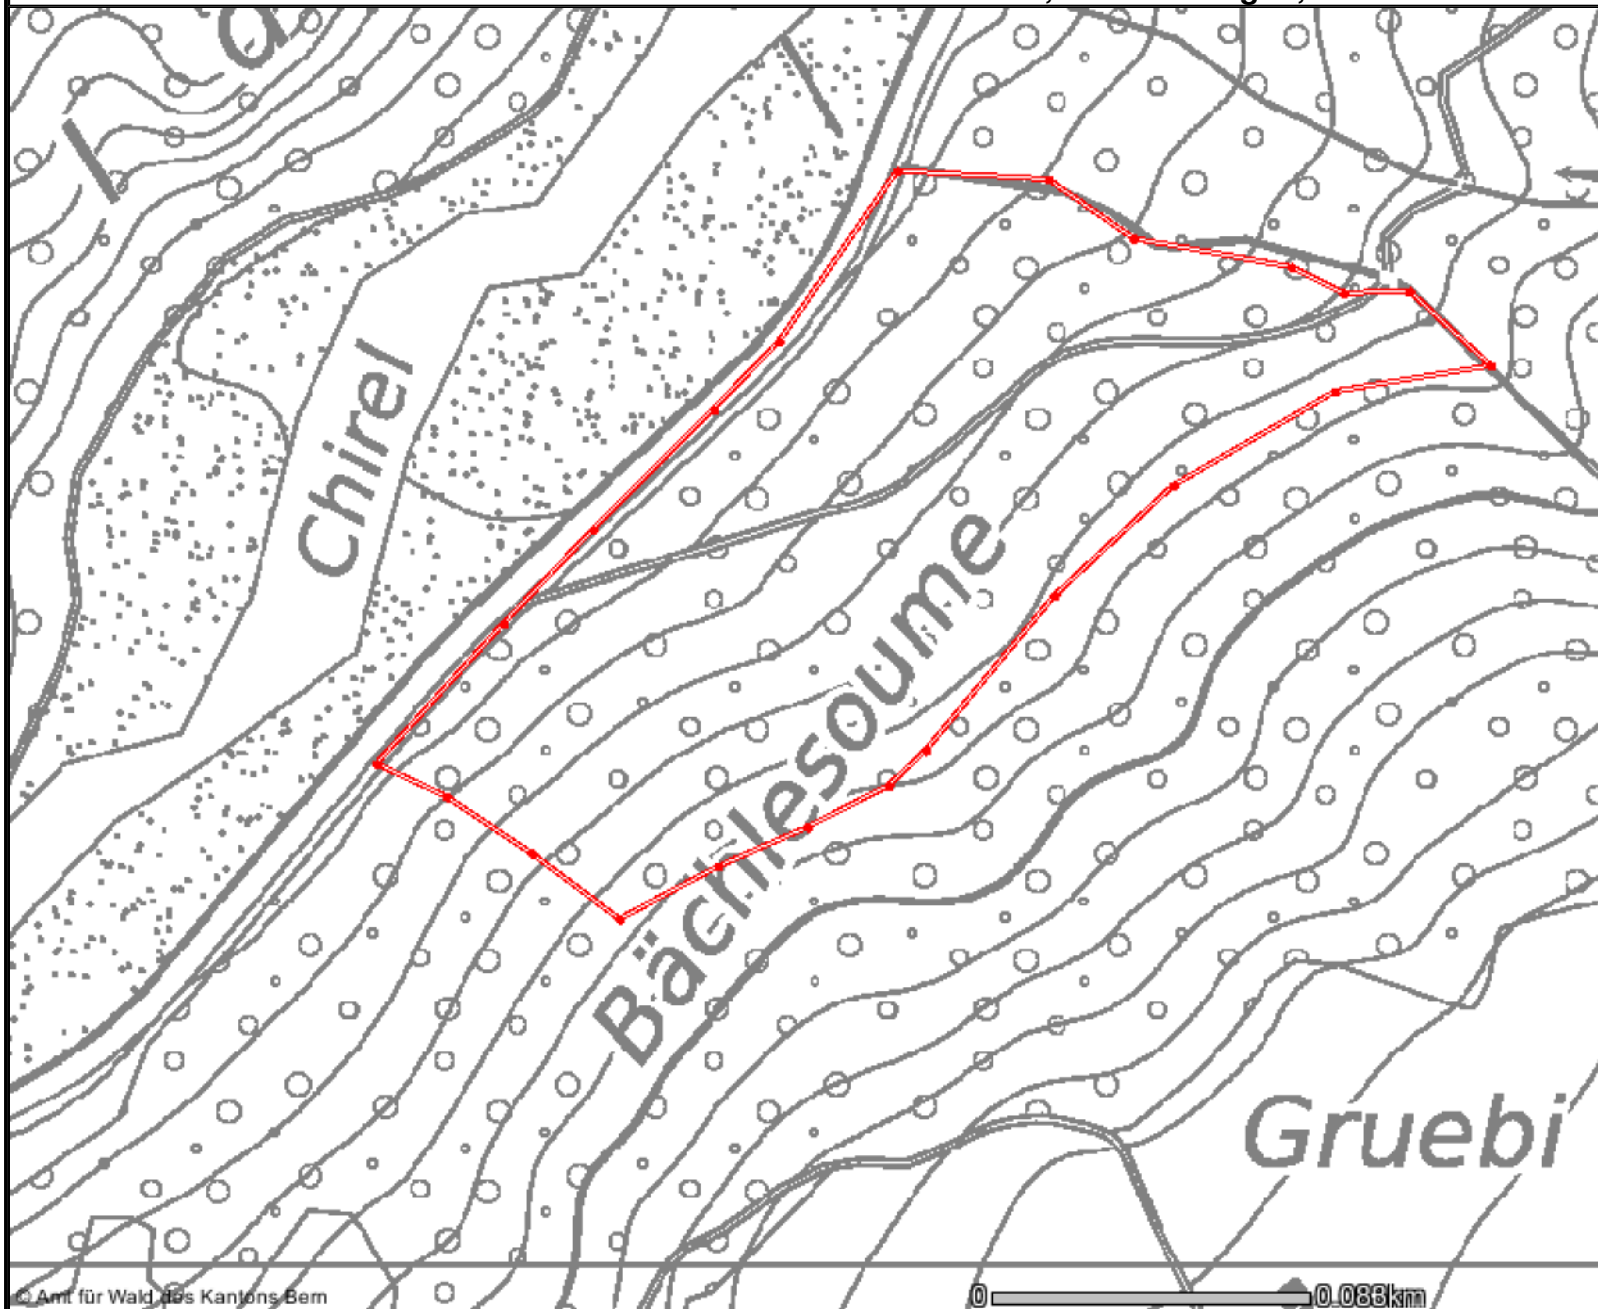 Chirel
Bächlesoume
Gruebi
© Amt für Wald des Kantons Bern
0
0.088km